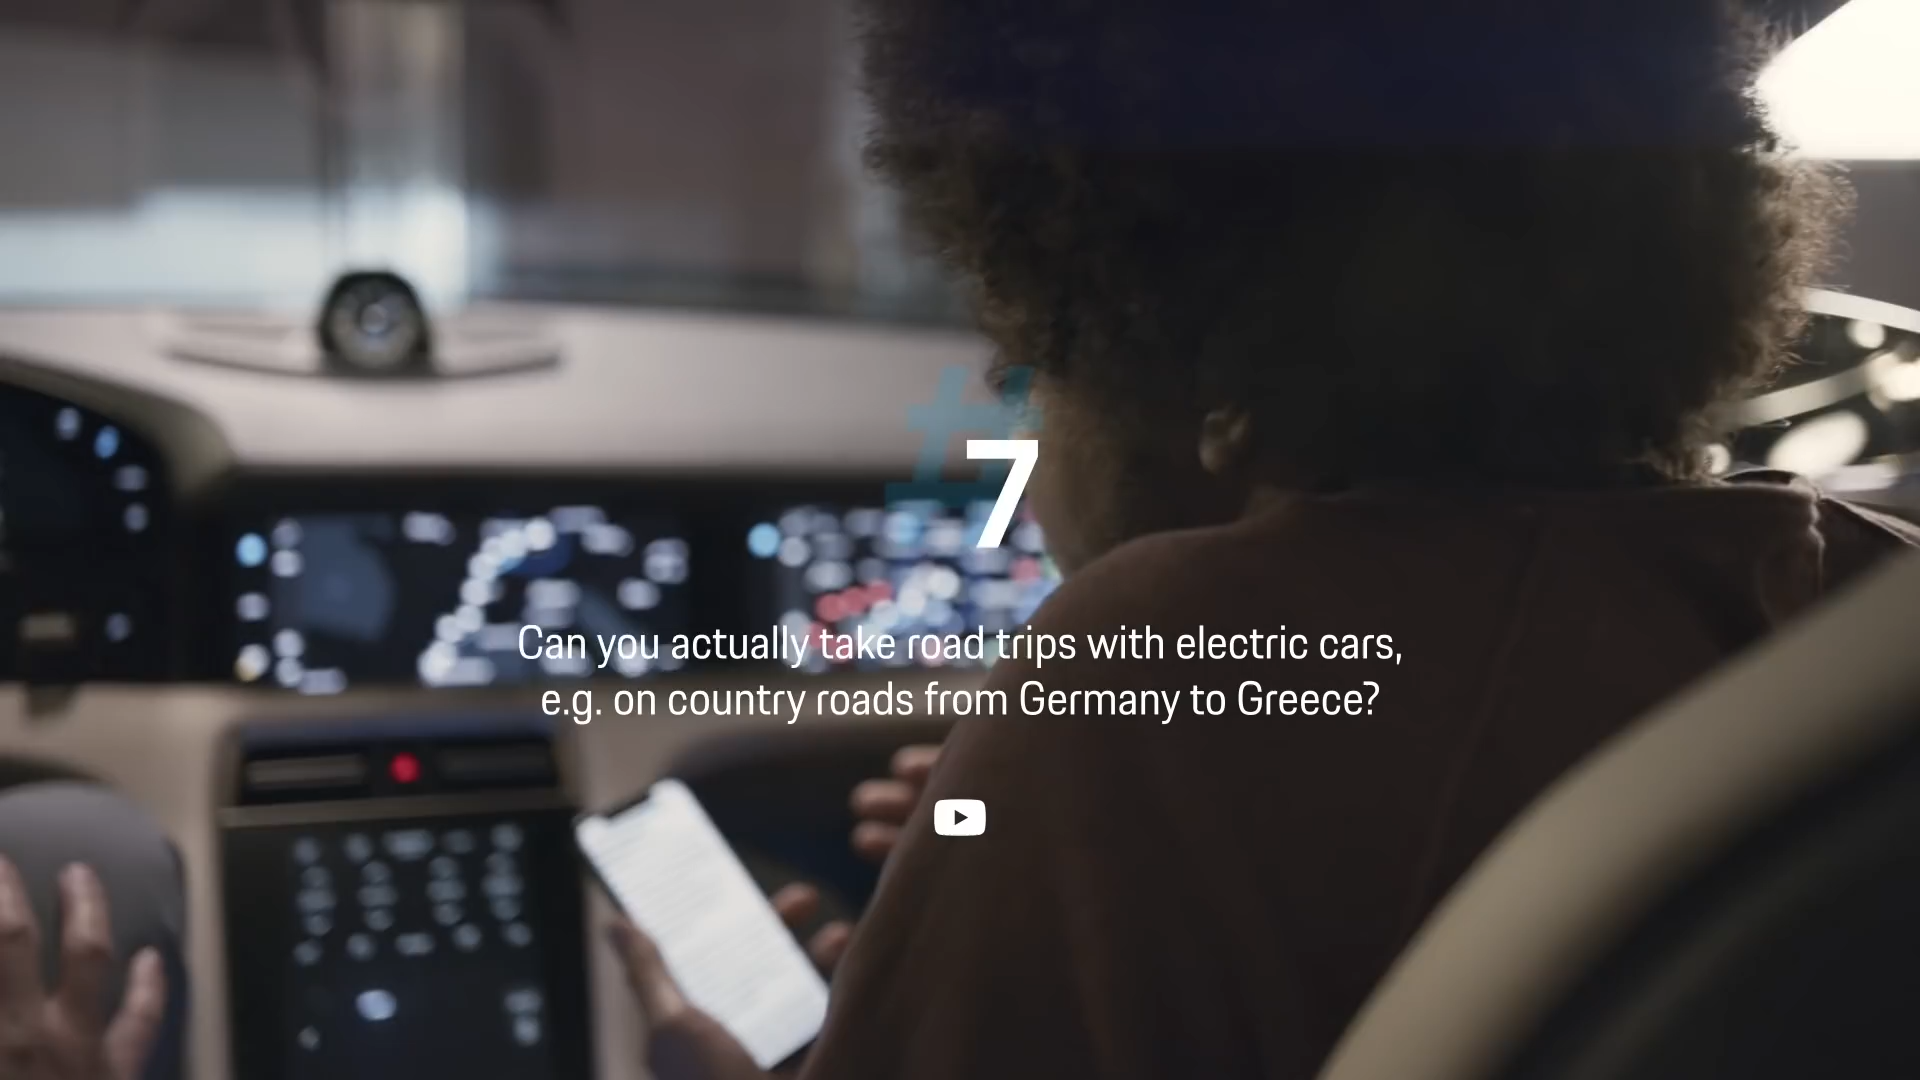 #
7
Can you actually take road trips with electric cars,
e.g. on country roads from Germany to Greece?